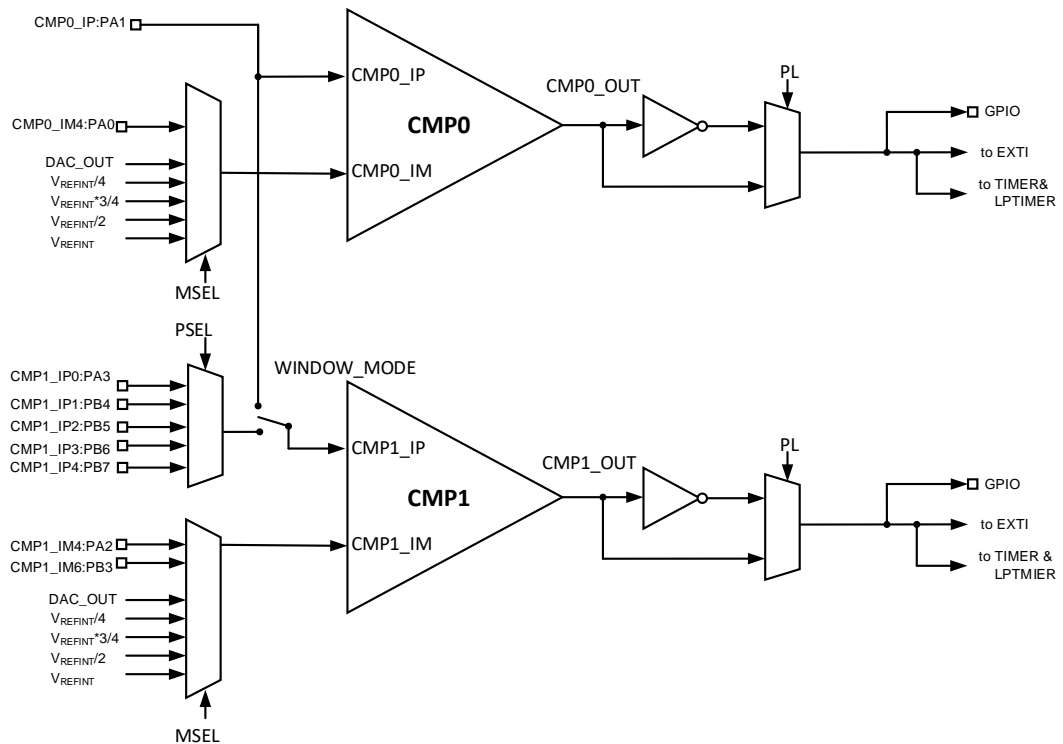 CMP0_IP:PA1
CMP0_IP
CMP0_OUT
PL
CMP0_IM4:PA0
CMP0
GPIO
DAC_OUT
CMP0_IM
to EXTI
VREFINT/4
VREFINT*3/4
to TIMER&
LPTIMER
VREFINT/2
VREFINT
MSEL
PSEL
WINDOW_MODE
CMP1_IP0:PA3
CMP1_IP1:PB4
CMP1_IP2:PB5
CMP1_IP3:PB6
CMP1_IP4:PB7
CMP1_IP
CMP1_OUT
PL
CMP1
GPIO
CMP1_IM4:PA2
CMP1_IM
to EXTI
CMP1_IM6:PB3
to TIMER &
LPTMIER
DAC_OUT
VREFINT/4
VREFINT*3/4
VREFINT/2
VREFINT
MSEL